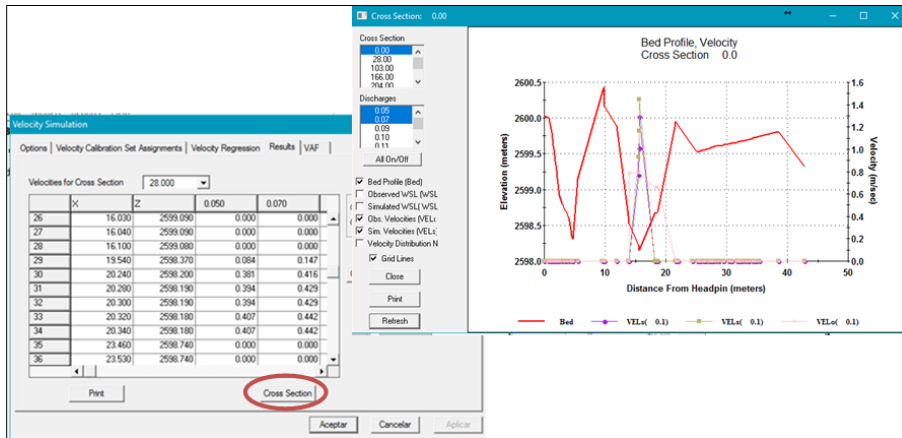 Cross Section: 0.00
Cross Section
0.00
28.00
103.00
166.00
204.00
Discharges
0.05
0.07
0.09
0.10
0.11
All On/Off
Bed Profile (Bed)
Observed WSL (WSL
Simulated WSL( WSL
Obs. Velocities (VEL
Sim. Velocities (VELs
Velocity Distribution N
Grid Lines
Close
Print
Refresh
Bed Profile, Velocity
Cross Section 0.0
2600.5
2600.0
2599.5
2599.0
2598.5
2598.0
Elevation (meters)
1.6
1.4
1.2
1.0
0.8
0.6
0.4
0.2
0.0
Velocity (m/sec)
0 10 20 30 40 50
Distance From Headpin (meters)
Bed VELs( 0.1) VELs( 0.1) VELo( 0.1)
Velocity Simulation
Options Velocity Calibration Set Assignments Velocity Regression Results VAF
Velocities for Cross Section 28.000
X Z 0.050 0.070
26 16.030 2599.090 0.000 0.000
27 16.040 2599.090 0.000 0.000
28 16.100 2599.080 0.000 0.000
29 19.540 2598.370 0.084 0.147
30 20.240 2598.200 0.381 0.416
31 20.280 2598.190 0.394 0.429
32 20.300 2598.190 0.394 0.429
33 20.320 2598.180 0.407 0.442
34 20.340 2598.180 0.407 0.442
35 23.460 2598.740 0.000 0.000
36 23.530 2598.740 0.000 0.000
Print Cross Section
Aceptar Cancelar Aplicar